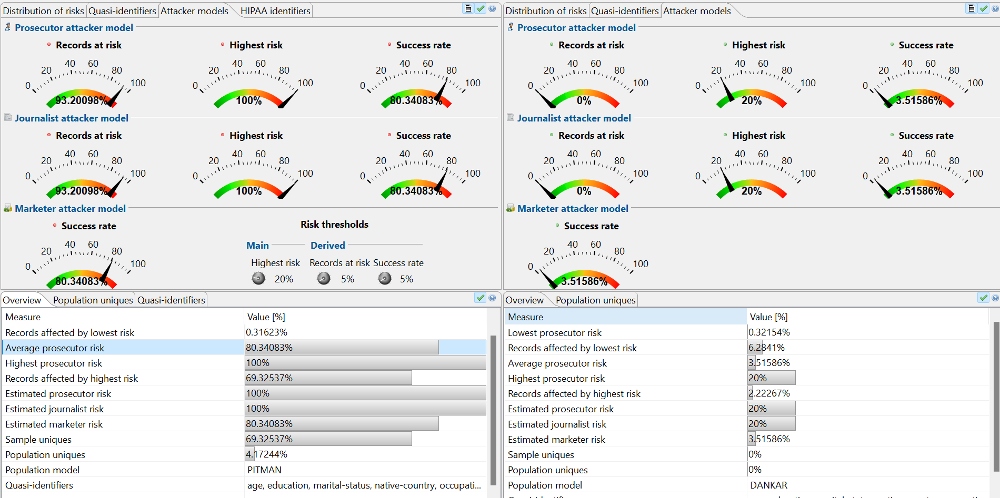 Distribution of risks Quasi-identifiers Attacker models HIPAA identifiers
Prosecutor attacker model
Records at risk Highest risk Success rate
0 20 40 60 80 100 0 20 40 60 80 100 0 20 40 60 80 100
93.20098% 100% 80.34083%
Journalist attacker model
Records at risk Highest risk Success rate
0 20 40 60 80 100 0 20 40 60 80 100 0 20 40 60 80 100
93.20098% 100% 80.34083%
Marketer attacker model
Success rate
0 20 40 60 80 100
80.34083%
Risk thresholds
Main Derived
Highest risk Records at risk Success rate
20% 5% 5%
Distribution of risks Quasi-identifiers Attacker models
Prosecutor attacker model
Records at risk Highest risk Success rate
0 20 40 60 80 100 0 20 40 60 80 100 0 20 40 60 80 100
0% 20% 3.51586%
Journalist attacker model
Records at risk Highest risk Success rate
0 20 40 60 80 100 0 20 40 60 80 100 0 20 40 60 80 100
0% 20% 3.51586%
Marketer attacker model
Success rate
0 20 40 60 80 100
3.51586%
Overview Population uniques Quasi-identifiers
Measure Value [%]
Records affected by lowest risk 0.31623%
Average prosecutor risk 80.34083%
Highest prosecutor risk 100%
Records affected by highest risk 69.32537%
Estimated prosecutor risk 100%
Estimated journalist risk 100%
Estimated marketer risk 80.34083%
Sample uniques 69.32537%
Population uniques 4.17244%
Population model PITMAN
Quasi-identifiers age, education, marital-status, native-country, occupati...
Overview Population uniques
Measure Value [%]
Lowest prosecutor risk 0.32154%
Records affected by lowest risk 6.2841%
Average prosecutor risk 3.51586%
Highest prosecutor risk 20%
Records affected by highest risk 2.22267%
Estimated prosecutor risk 20%
Estimated journalist risk 20%
Estimated marketer risk 3.51586%
Sample uniques 0%
Population uniques 0%
Population model DANKAR